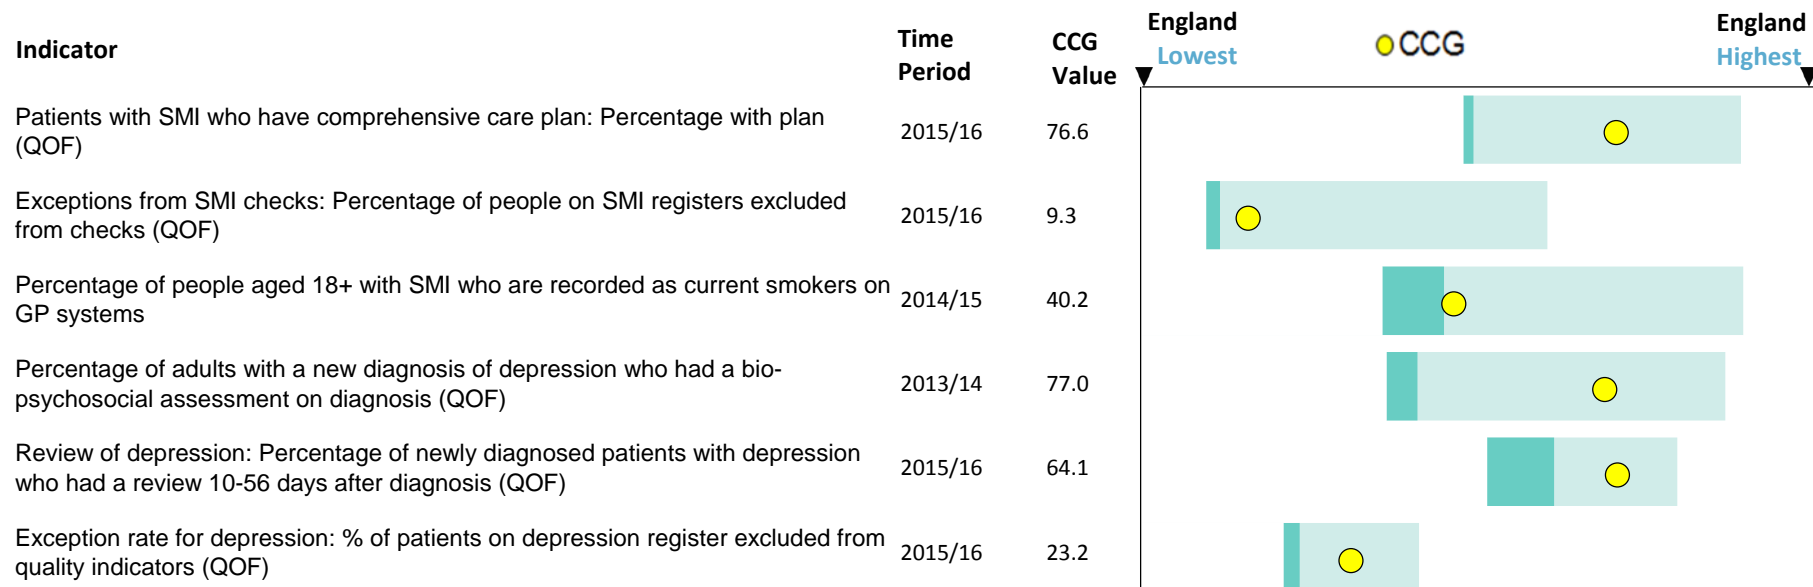 Indicator
Time
Period
CCG
Value
England
Lowest
CCG
England
Highest
Patients with SMI who have comprehensive care plan: Percentage with plan
(QOF)
2015/16
76.6
Exceptions from SMI checks: Percentage of people on SMI registers excluded
from checks (QOF)
2015/16
9.3
Percentage of people aged 18+ with SMI who are recorded as current smokers on
GP systems
2014/15
40.2
Percentage of adults with a new diagnosis of depression who had a bio-
psychosocial assessment on diagnosis (QOF)
2013/14
77.0
Review of depression: Percentage of newly diagnosed patients with depression
who had a review 10-56 days after diagnosis (QOF)
2015/16
64.1
Exception rate for depression: % of patients on depression register excluded from
quality indicators (QOF)
2015/16
23.2